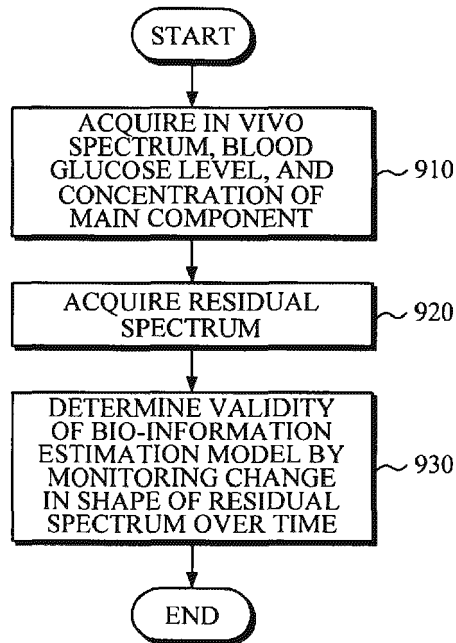 START
ACQUIRE IN VIVO
SPECTRUM, BLOOD
GLUCOSE LEVEL, AND
CONCENTRATION OF
MAIN COMPONENT
910
ACQUIRE RESIDUAL
SPECTRUM
920
DETERMINE VALIDITY
OF BIO-INFORMATION
ESTIMATION MODEL BY
MONITORING CHANGE
IN SHAPE OF RESIDUAL
SPECTRUM OVER TIME
930
END